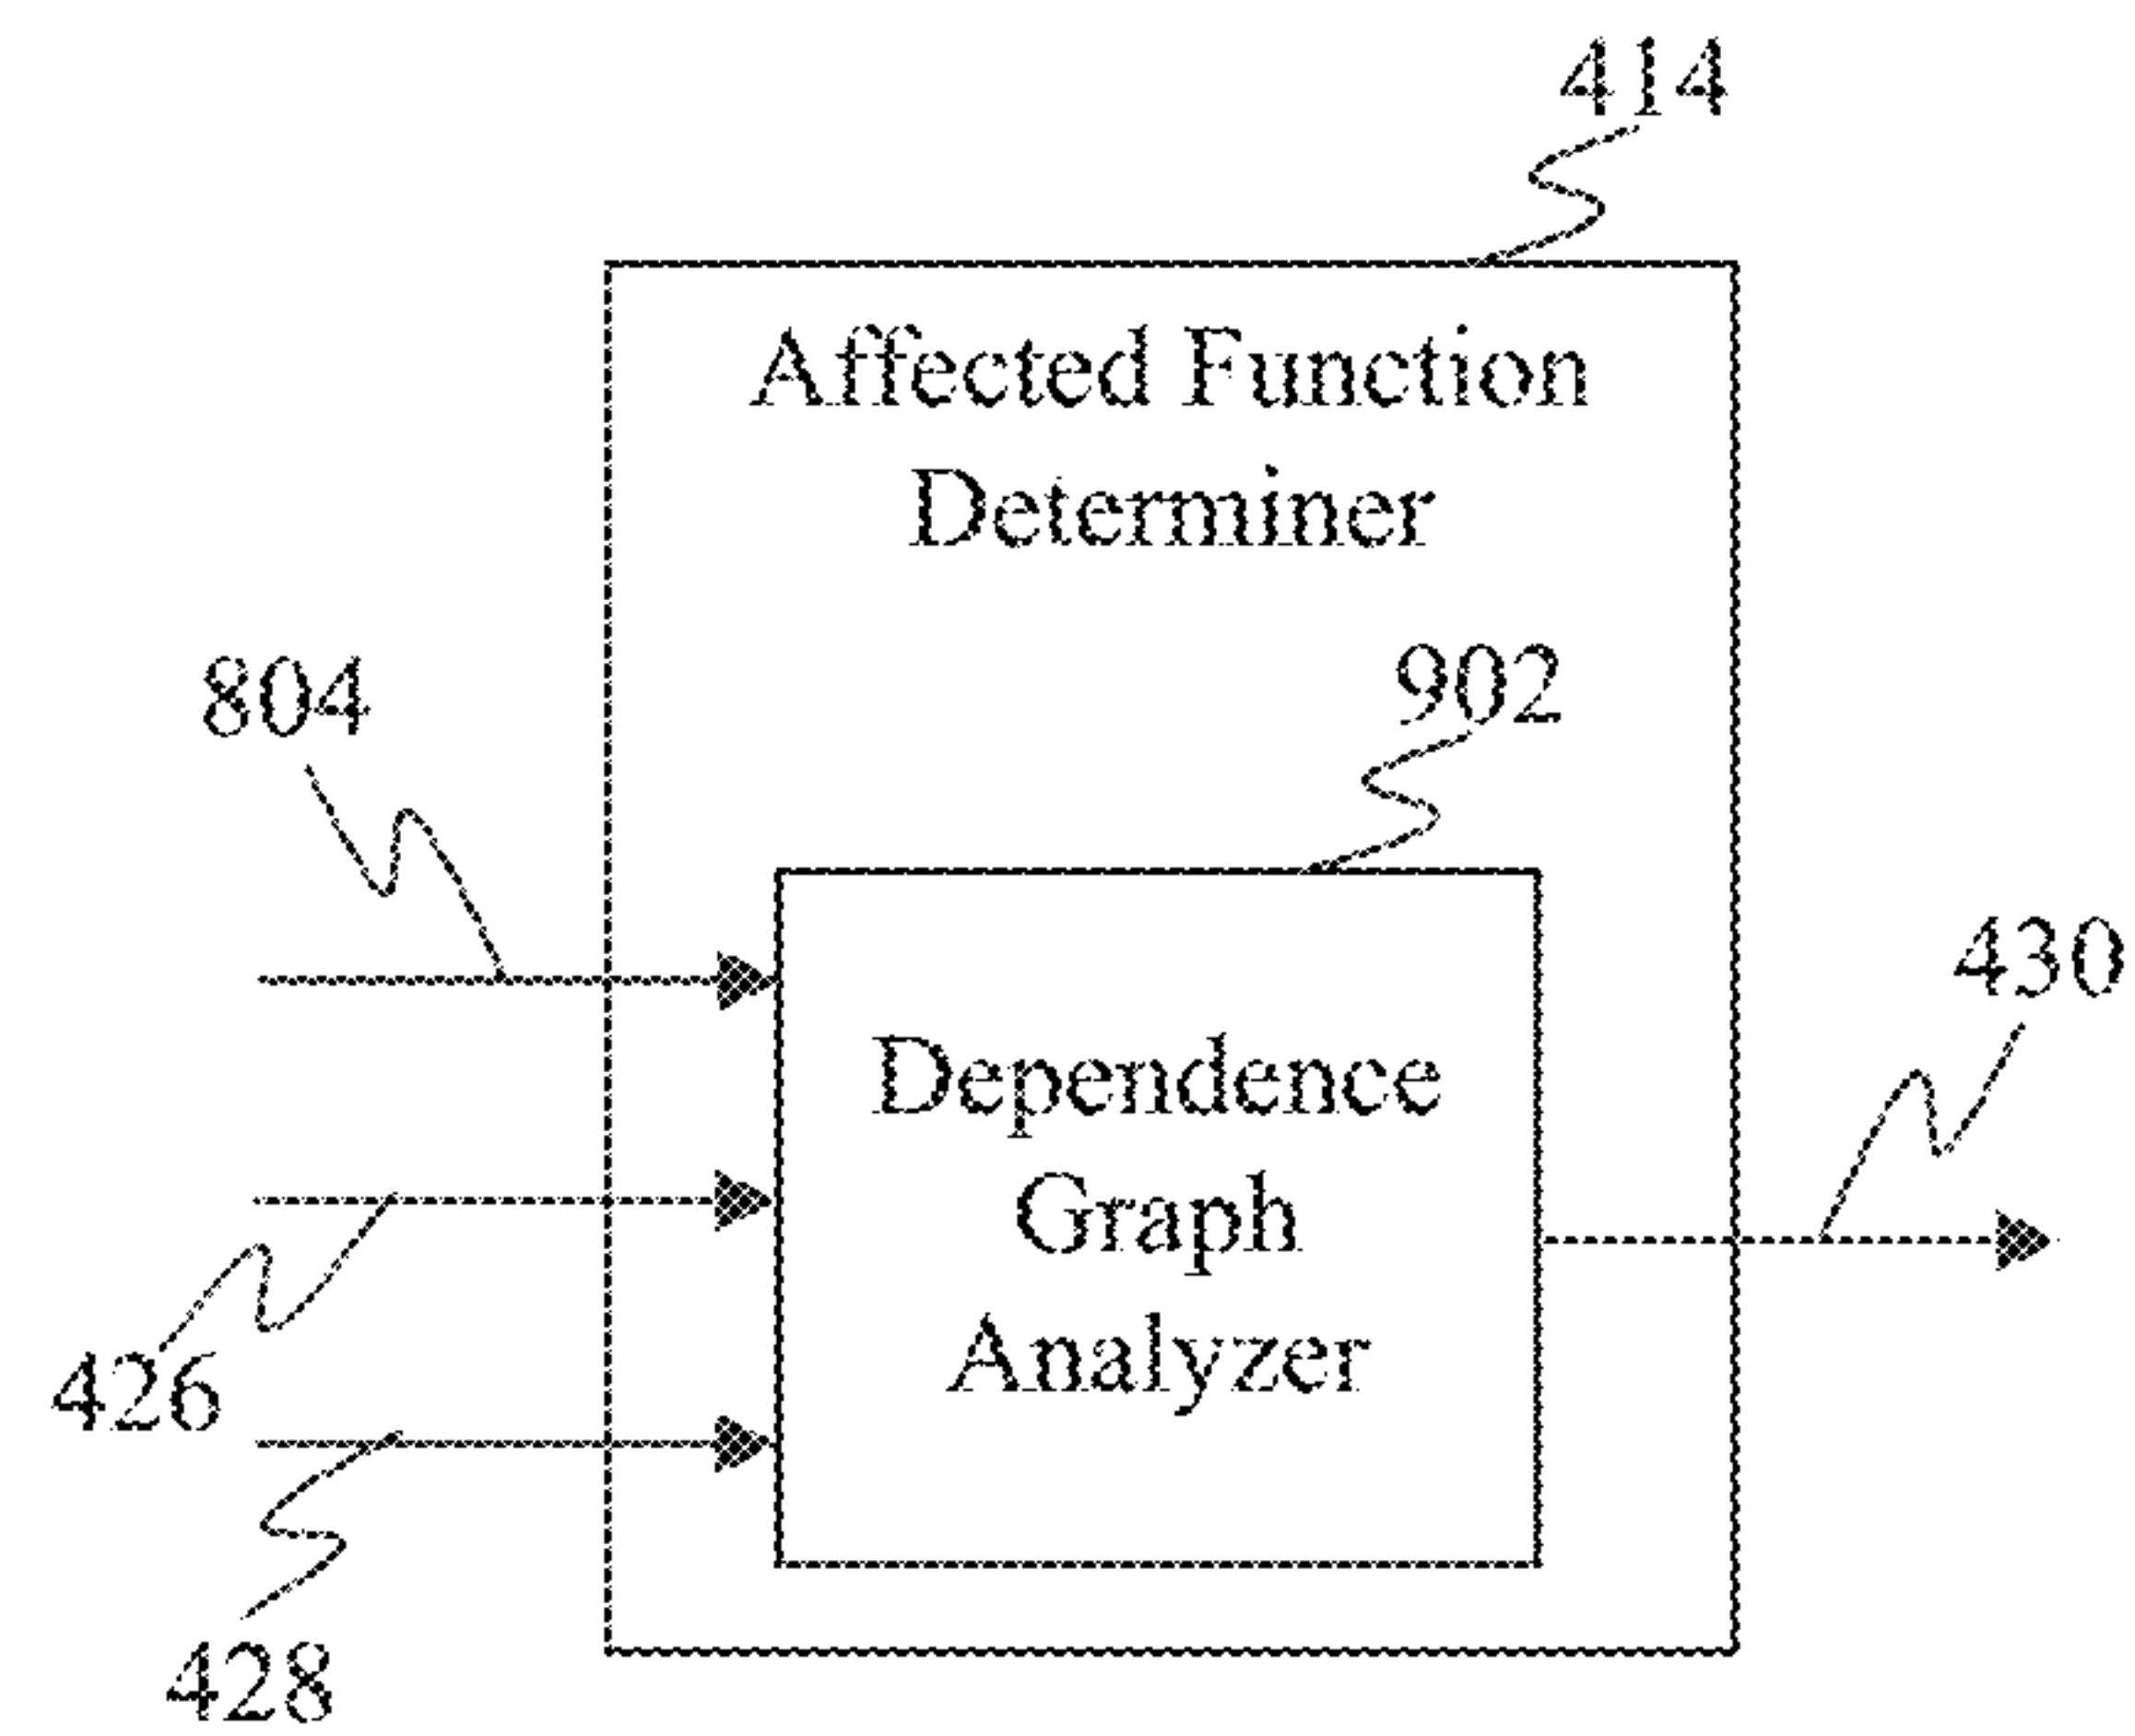 414
Affected Function
Determiner
804
902
430
Dependence
Graph
Analyzer
426
428